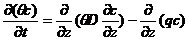 ∂(θc)/∂t = ∂/∂z (θD ∂c/∂z) − ∂/∂z (qc)